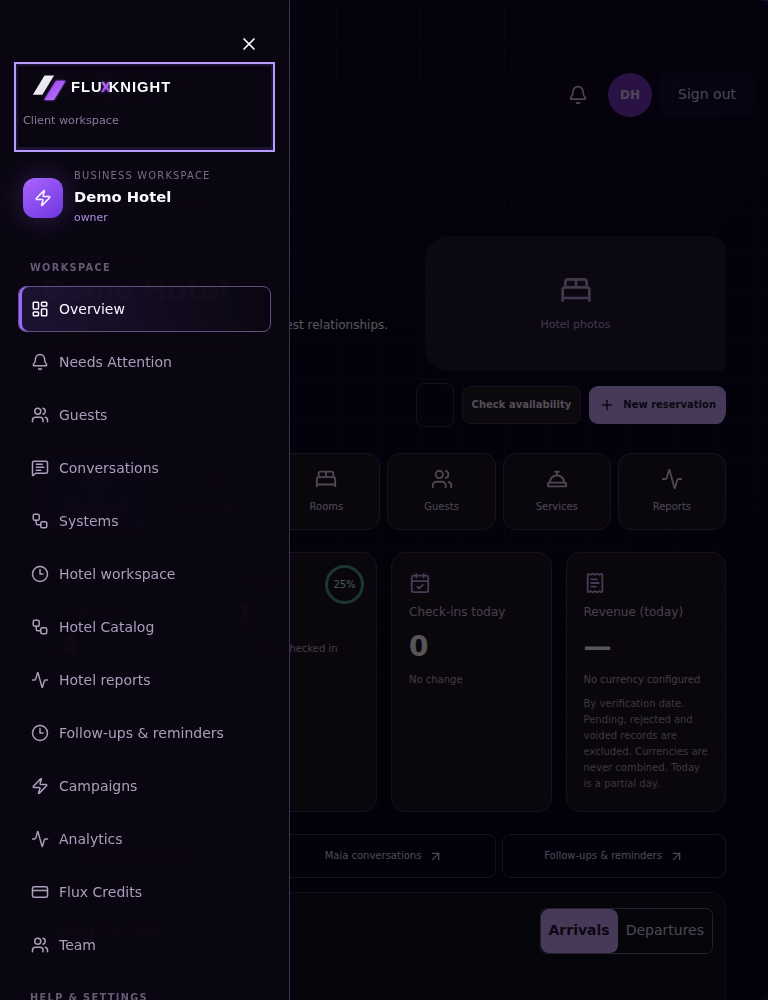 FLUXKNIGHT
Client workspace
BUSINESS WORKSPACE
Demo Hotel
owner
WORKSPACE
Overview
Needs Attention
Guests
Conversations
Systems
Hotel workspace
Hotel Catalog
Hotel reports
Follow-ups & reminders
Campaigns
Analytics
Flux Credits
Team
HELP & SETTINGS
DH
Sign out
est relationships.
Hotel photos
Check availability
New reservation
Rooms
Guests
Services
Reports
25%
1
4
hecked in
Check-ins today
0
No change
Revenue (today)
—
No currency configured
By verification date.
Pending, rejected and
voided records are
excluded. Currencies are
never combined. Today
is a partial day.
Maia conversations
Follow-ups & reminders
Arrivals
Departures